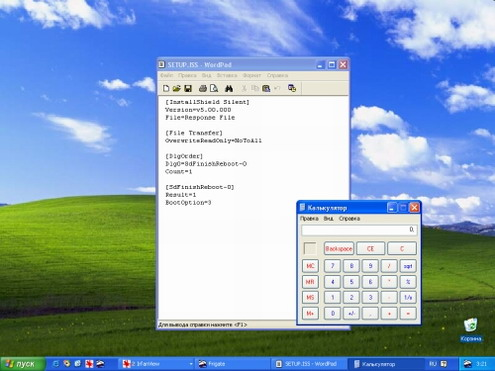 SETUP.ISS - WordPad
Файл Правка Вид Вставка Формат Справка
[InstallShield Silent]
Version=v5.00.000
File=Response File
[File Transfer]
OverwriteReadOnly=NoToAll
[DlgOrder]
Dlg0=SdFinishReboot-0
Count=1
[SdFinishReboot-0]
Result=1
BootOption=3
Для вывода справки нажмите <F1>
Калькулятор
Правка Вид Справка
0,
Backspace CE C
MC 7 8 9 / sqrt
MR 4 5 6 * %
MS 1 2 3 - 1/x
M+ 0 +/- , + =
Корзина
пуск
2 IrfanView
SETUP.ISS - WordPad
Калькулятор
RU
3:21